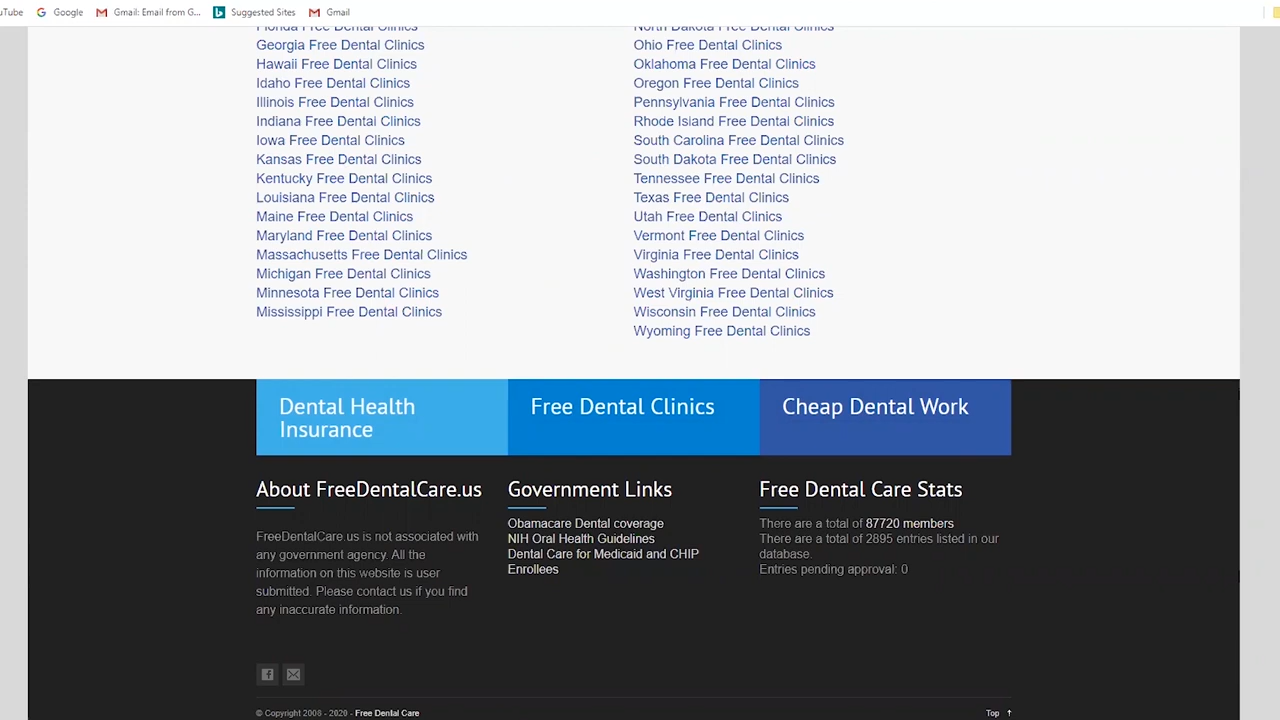 uTube
Google
Gmail: Email from G...
Suggested Sites
Gmail
Florida Free Dental Clinics
Georgia Free Dental Clinics
Hawaii Free Dental Clinics
Idaho Free Dental Clinics
Illinois Free Dental Clinics
Indiana Free Dental Clinics
Iowa Free Dental Clinics
Kansas Free Dental Clinics
Kentucky Free Dental Clinics
Louisiana Free Dental Clinics
Maine Free Dental Clinics
Maryland Free Dental Clinics
Massachusetts Free Dental Clinics
Michigan Free Dental Clinics
Minnesota Free Dental Clinics
Mississippi Free Dental Clinics
North Dakota Free Dental Clinics
Ohio Free Dental Clinics
Oklahoma Free Dental Clinics
Oregon Free Dental Clinics
Pennsylvania Free Dental Clinics
Rhode Island Free Dental Clinics
South Carolina Free Dental Clinics
South Dakota Free Dental Clinics
Tennessee Free Dental Clinics
Texas Free Dental Clinics
Utah Free Dental Clinics
Vermont Free Dental Clinics
Virginia Free Dental Clinics
Washington Free Dental Clinics
West Virginia Free Dental Clinics
Wisconsin Free Dental Clinics
Wyoming Free Dental Clinics
Dental Health
Insurance
Free Dental Clinics
Cheap Dental Work
About FreeDentalCare.us
FreeDentalCare.us is not associated with
any government agency. All the
information on this website is user
submitted. Please contact us if you find
any inaccurate information.
Government Links
Obamacare Dental coverage
NIH Oral Health Guidelines
Dental Care for Medicaid and CHIP
Enrollees
Free Dental Care Stats
There are a total of 87720 members
There are a total of 2895 entries listed in our
database.
Entries pending approval: 0
© Copyright 2006 - 2020 - Free Dental Care
Top